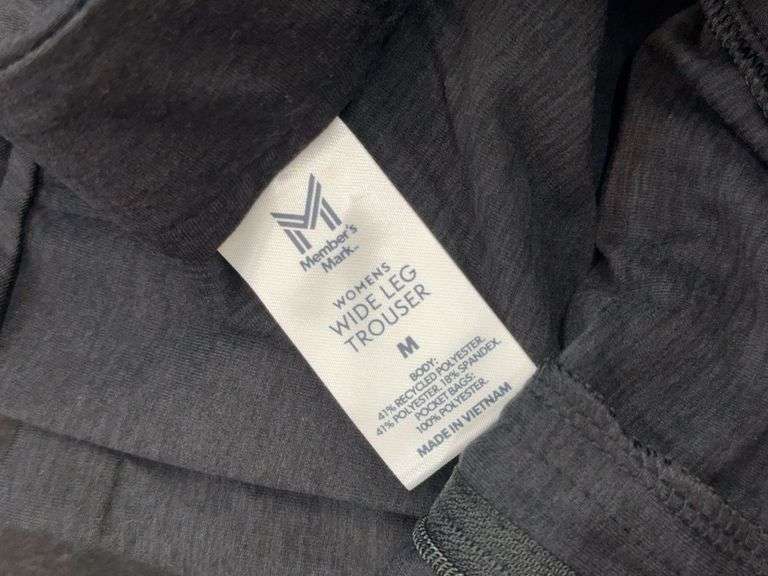 Member's
Mark™
WOMENS
WIDE LEG
TROUSER
M
BODY:
41% RECYCLED POLYESTER.
41% POLYESTER. 18% SPANDEX.
POCKET BAGS:
100% POLYESTER.
MADE IN VIETNAM